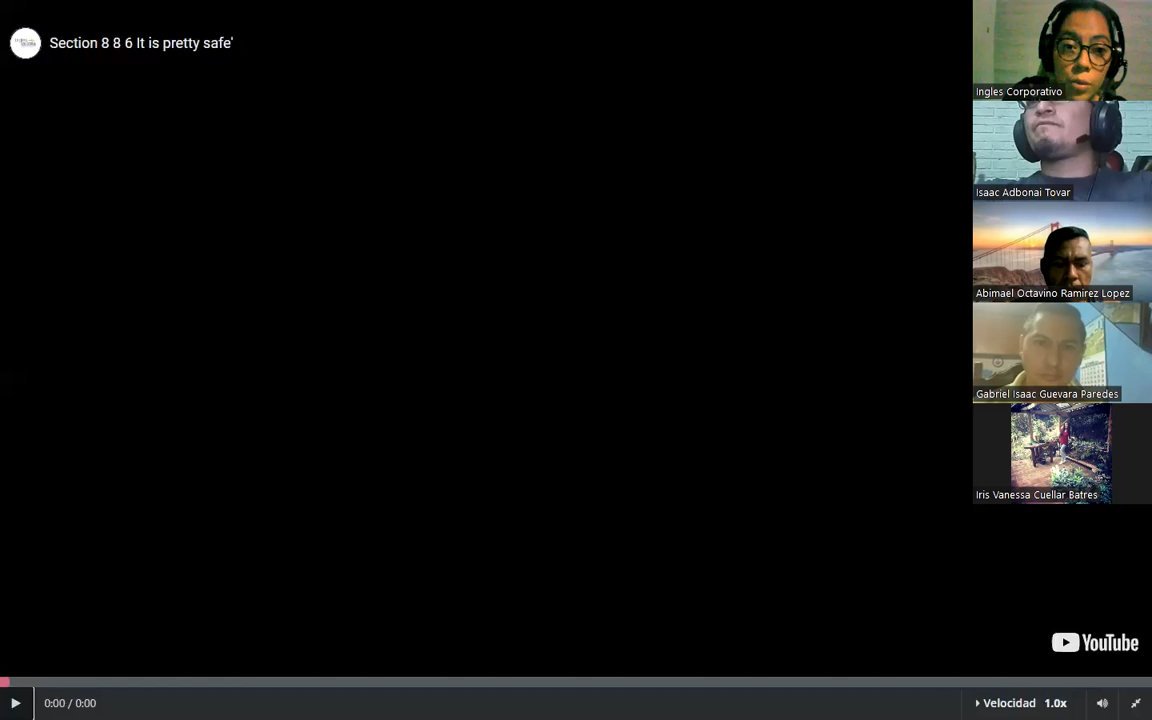 Section 8 8 6 It is pretty safe'
Ingles Corporativo
Isaac Adbonai Tovar
Abimael Octavino Ramirez Lopez
Gabriel Isaac Guevara Paredes
Iris Vanessa Cuellar Batres
YouTube
0:00 / 0:00
Velocidad 1.0x